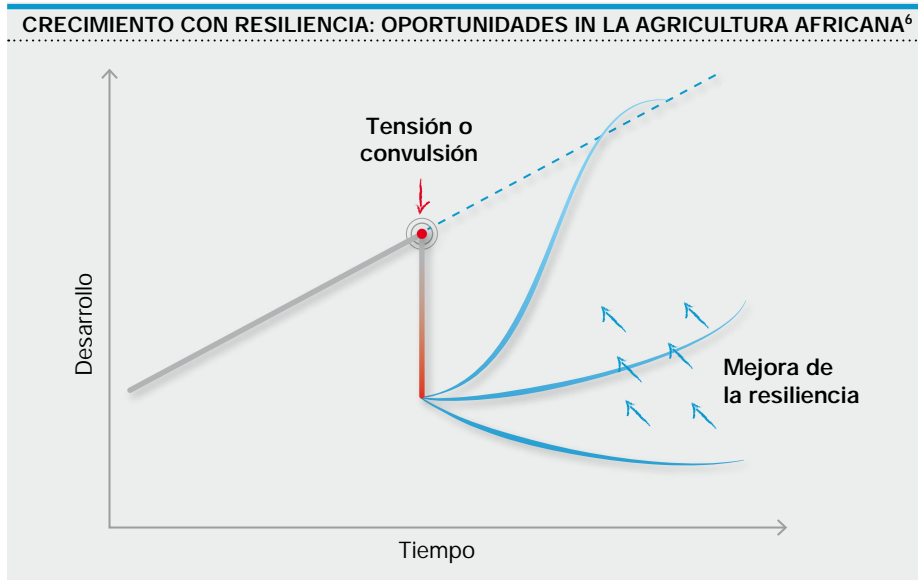 CRECIMIENTO CON RESILIENCIA: OPORTUNIDADES IN LA AGRICULTURA AFRICANA⁶
Tensión o
convulsión
Desarrollo
Mejora de
la resiliencia
Tiempo